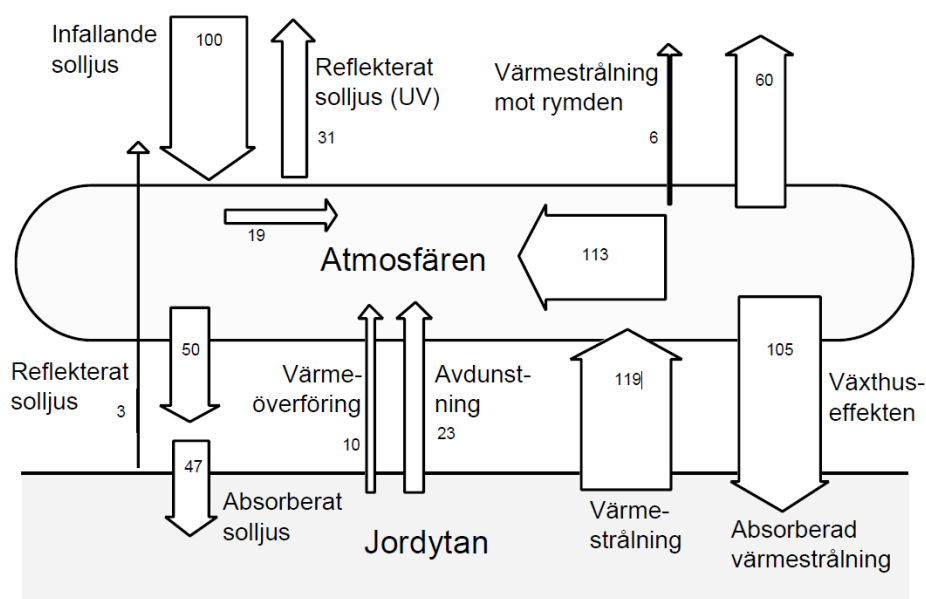 Infallande
solljus
100
Reflekterat
solljus (UV)
31
Värmestrålning
mot rymden
6
60
19
Atmosfären
113
50
Reflekterat
solljus
3
Värme-
överföring
10
Avdunst-
ning
23
119
105
Växthus-
effekten
47
Absorberat
solljus
Jordytan
Värme-
strålning
Absorberad
värmestrålning